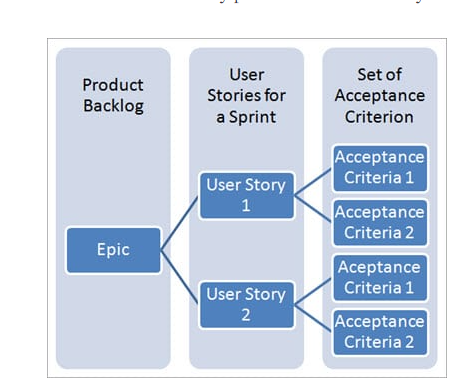 Product
Backlog
User
Stories for
a Sprint
Set of
Acceptance
Criterion
Epic
User Story
1
User Story
2
Acceptance
Criteria 1
Acceptance
Criteria 2
Aceptance
Criteria 1
Acceptance
Criteria 2